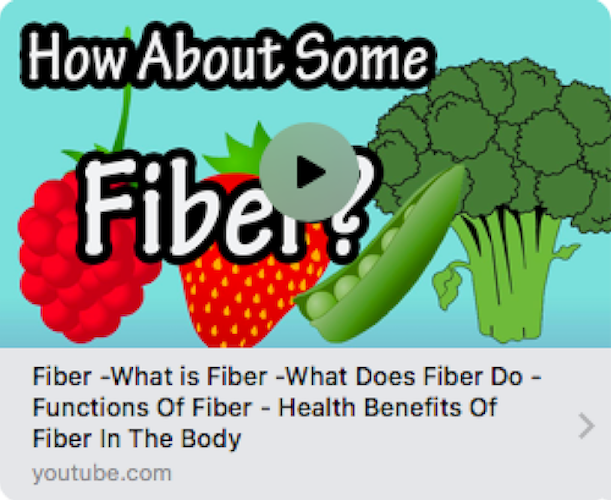 How About Some
Fiber?
Fiber -What is Fiber -What Does Fiber Do -
Functions Of Fiber - Health Benefits Of
Fiber In The Body
youtube.com